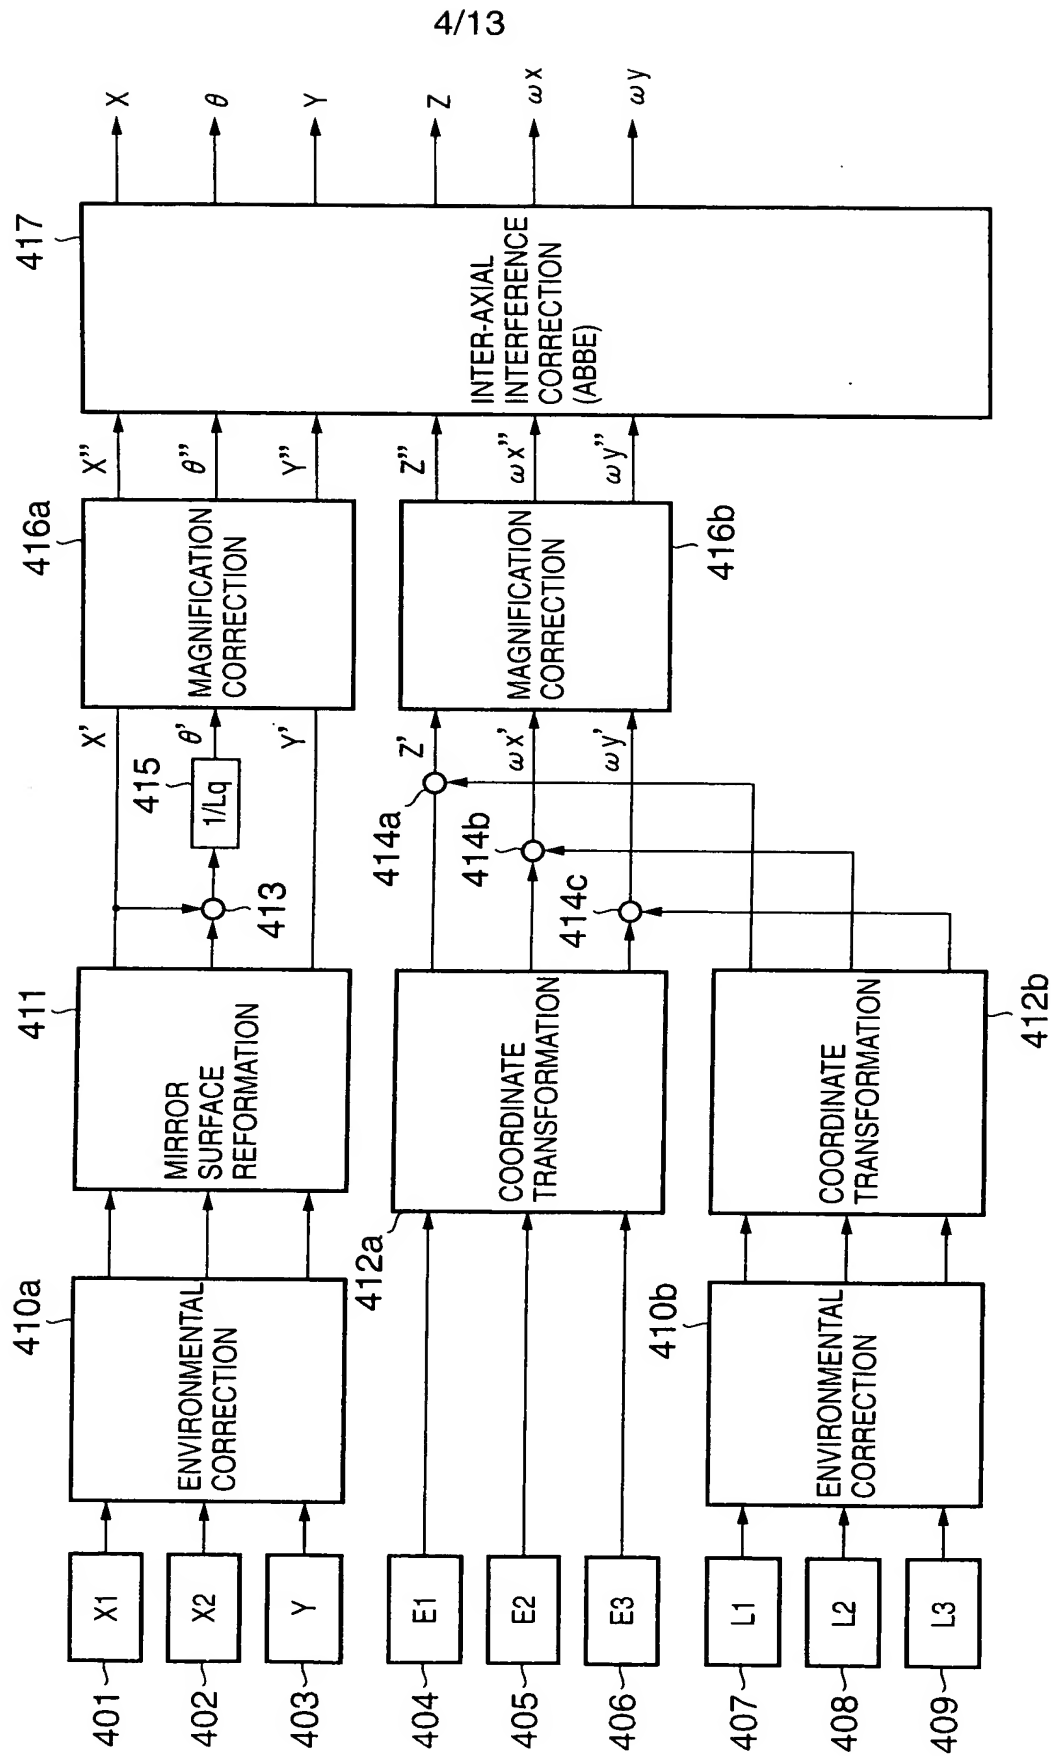 4/13
401
X1
402
X2
403
Y
404
E1
405
E2
406
E3
407
L1
408
L2
409
L3
410a
ENVIRONMENTAL
CORRECTION
410b
ENVIRONMENTAL
CORRECTION
411
MIRROR
SURFACE
REFORMATION
412a
COORDINATE
TRANSFORMATION
412b
COORDINATE
TRANSFORMATION
413
415
1/Lq
414a
414b
414c
X'
θ'
Y'
Z'
ωx'
ωy'
416a
MAGNIFICATION
CORRECTION
416b
MAGNIFICATION
CORRECTION
X"
θ"
Y"
Z"
ωx"
ωy"
417
INTER-AXIAL
INTERFERENCE
CORRECTION
(ABBE)
X
θ
Y
Z
ωx
ωy